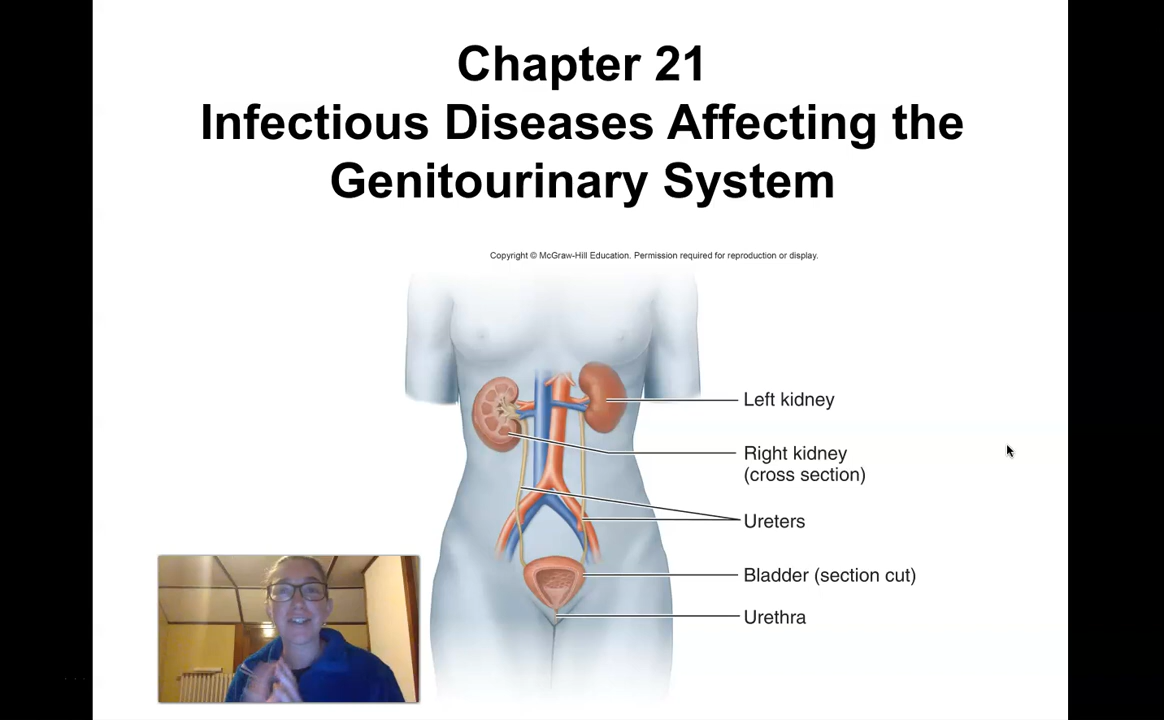 Chapter 21
Infectious Diseases Affecting the
Genitourinary System
Copyright © McGraw-Hill Education. Permission required for reproduction or display.
Left kidney
Right kidney
(cross section)
Ureters
Bladder (section cut)
Urethra